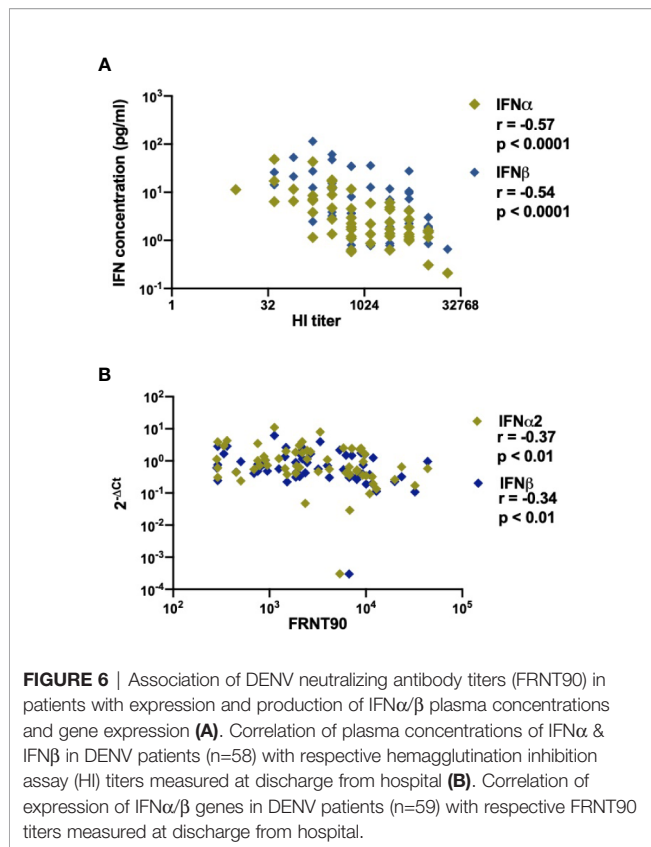 A
IFN concentration (pg/ml)
10³
10²
10¹
10⁰
10⁻¹
1
32
1024
32768
HI titer
IFNα
r = -0.57
p < 0.0001
IFNβ
r = -0.54
p < 0.0001
B
2^-ΔCt
10²
10¹
10⁰
10⁻¹
10⁻²
10⁻³
10⁻⁴
10²
10³
10⁴
10⁵
FRNT90
IFNα2
r = -0.37
p < 0.01
IFNβ
r = -0.34
p < 0.01
FIGURE 6 | Association of DENV neutralizing antibody titers (FRNT90) in
patients with expression and production of IFNα/β plasma concentrations
and gene expression (A). Correlation of plasma concentrations of IFNα &
IFNβ in DENV patients (n=58) with respective hemagglutination inhibition
assay (HI) titers measured at discharge from hospital (B). Correlation of
expression of IFNα/β genes in DENV patients (n=59) with respective FRNT90
titers measured at discharge from hospital.